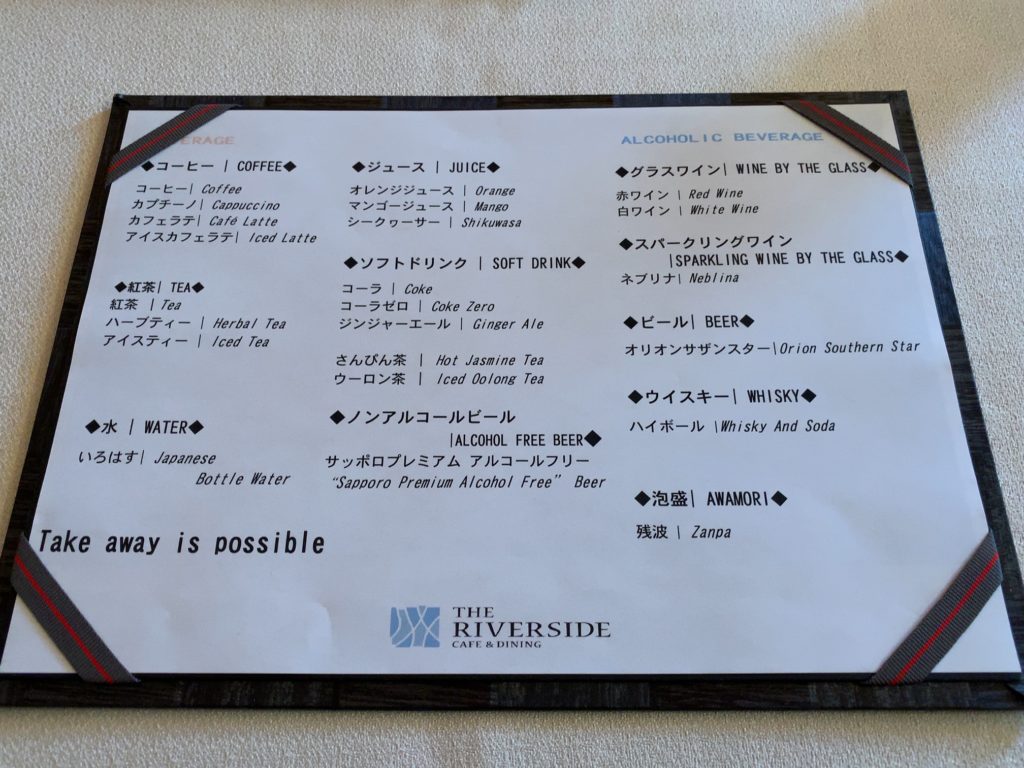 ERAGE
◆コーヒー | COFFEE◆
コーヒー| Coffee
カプチーノ| Cappuccino
カフェラテ| Café Latte
アイスカフェラテ| Iced Latte
◆紅茶| TEA◆
紅茶 | Tea
ハーブティー | Herbal Tea
アイスティー | Iced Tea
◆水 | WATER◆
いろはす| Japanese
Bottle Water
Take away is possible
◆ジュース | JUICE◆
オレンジジュース | Orange
マンゴージュース | Mango
シークヮーサー | Shikuwasa
◆ソフトドリンク | SOFT DRINK◆
コーラ | Coke
コーラゼロ | Coke Zero
ジンジャーエール | Ginger Ale
さんぴん茶 | Hot Jasmine Tea
ウーロン茶 | Iced Oolong Tea
◆ノンアルコールビール
|ALCOHOL FREE BEER◆
サッポロプレミアム アルコールフリー
“Sapporo Premium Alcohol Free” Beer
ALCOHOLIC BEVERAGE
◆グラスワイン| WINE BY THE GLASS◆
赤ワイン | Red Wine
白ワイン | White Wine
◆スパークリングワイン
|SPARKLING WINE BY THE GLASS◆
ネブリナ| Neblina
◆ビール| BEER◆
オリオンサザンスター|Orion Southern Star
◆ウイスキー| WHISKY◆
ハイボール |Whisky And Soda
◆泡盛| AWAMORI◆
残波 | Zanpa
THE
RIVERSIDE
CAFE & DINING